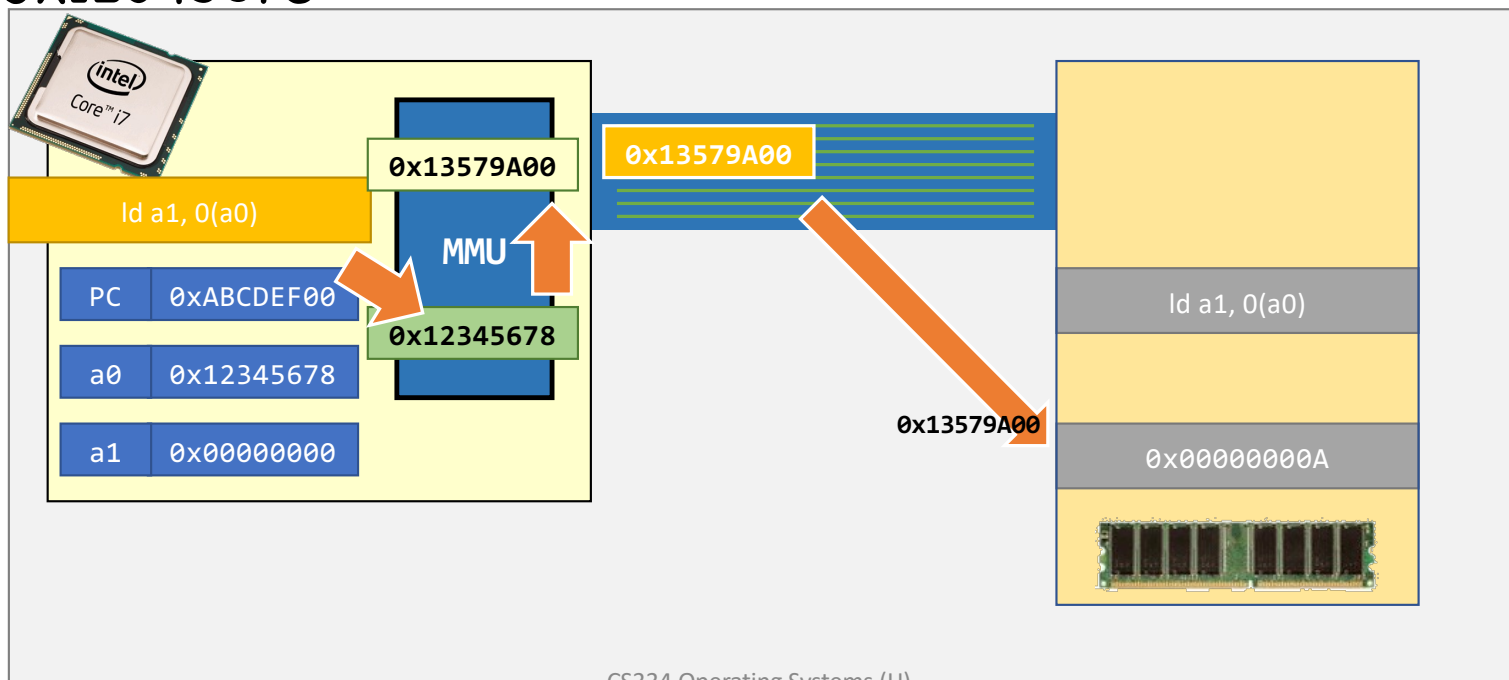 intel
Core™ i7
ld a1, 0(a0)
PC 0xABCDEF00
a0 0x12345678
a1 0x00000000
0x13579A00
MMU
0x12345678
0x13579A00
0x13579A00
ld a1, 0(a0)
0x00000000A
Operating Systems